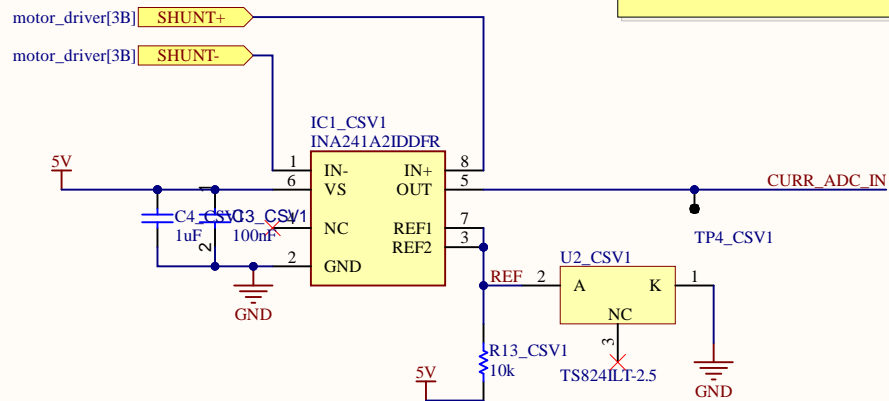 motor_driver[3B] SHUNT+
motor_driver[3B] SHUNT-
IC1_CSV1
INA241A2IDDFR
5V
1 IN- IN+ 8
6 VS OUT 5
CURR_ADC_IN
1
C4_CSV1 C3_CSV1
1uF 100nF
2
4 NC REF1 7
REF2 3
TP4_CSV1
2 GND
GND
U2_CSV1
REF 2 A K 1
NC
3
TS824ILT-2.5
R13_CSV1
10k
5V
GND